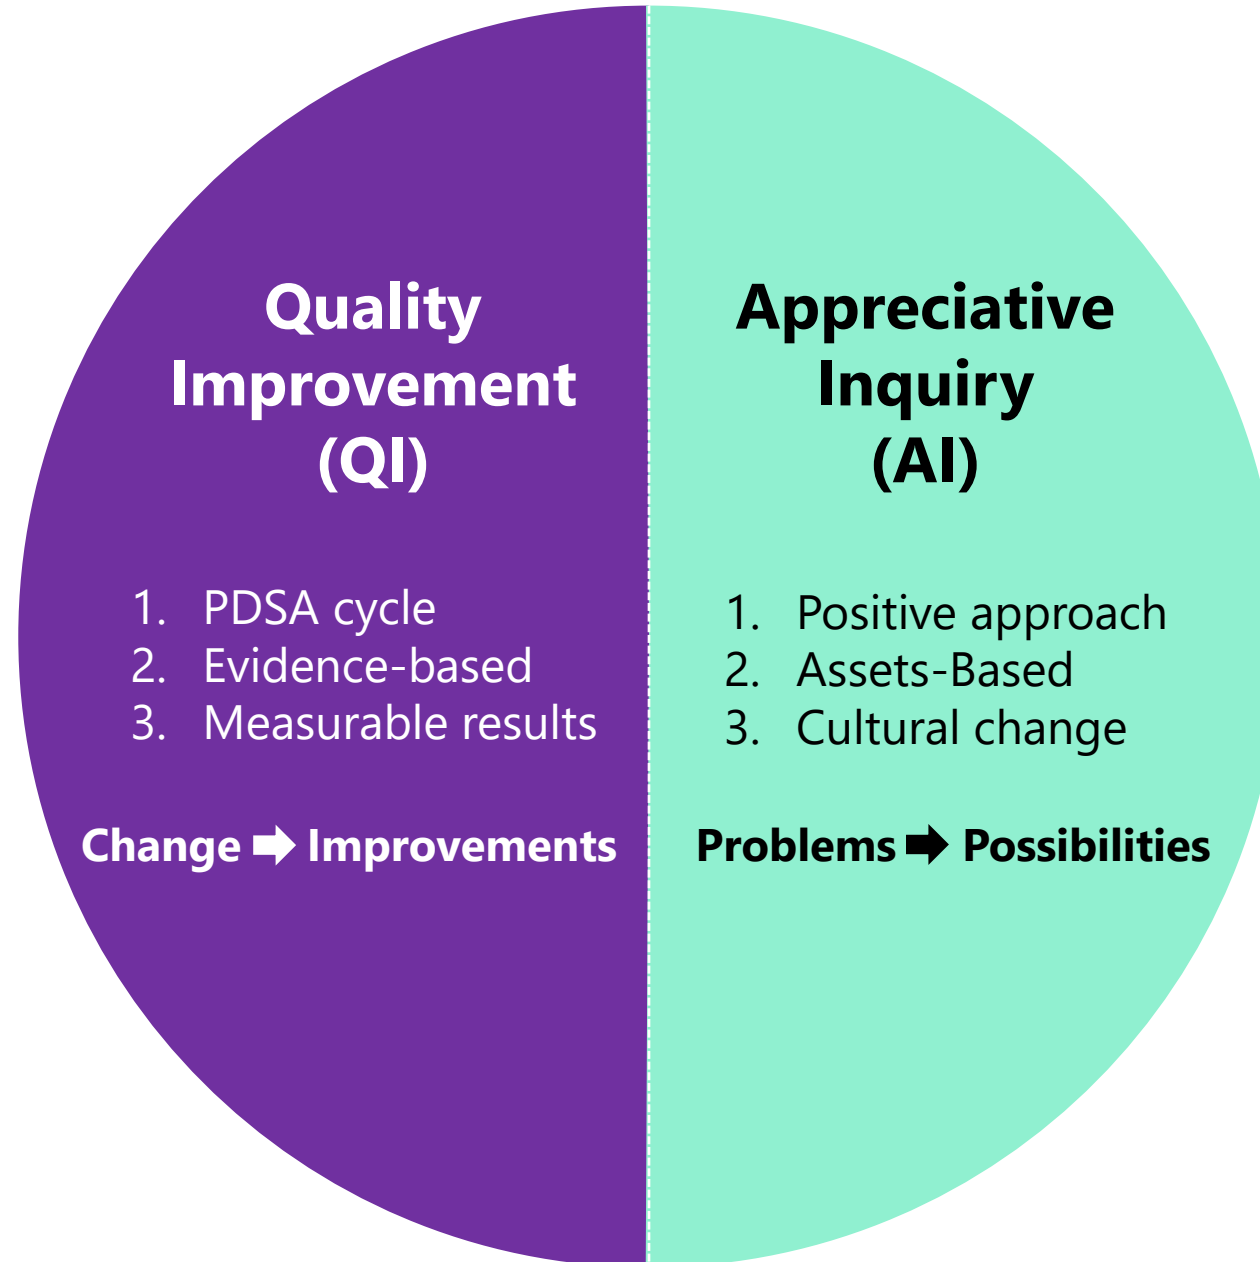 Quality
Improvement
(QI)
1. PDSA cycle
2. Evidence-based
3. Measurable results
Change ➡ Improvements
Appreciative
Inquiry
(AI)
1. Positive approach
2. Assets-Based
3. Cultural change
Problems ➡ Possibilities